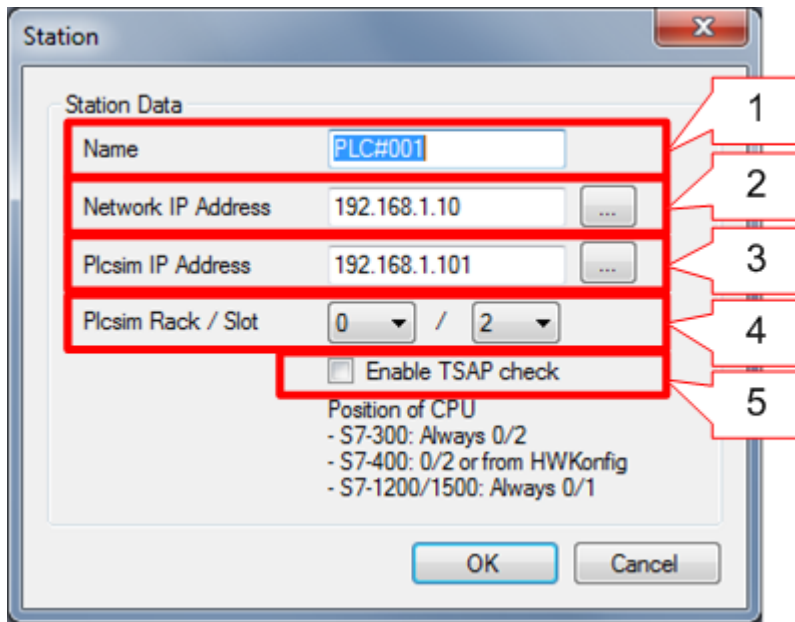 Station
Station Data
1
Name PLC#001
2
Network IP Address 192.168.1.10 ...
3
Plcsim IP Address 192.168.1.101 ...
Plcsim Rack / Slot 0 / 2
4
Enable TSAP check
5
Position of CPU
- S7-300: Always 0/2
- S7-400: 0/2 or from HWKonfig
- S7-1200/1500: Always 0/1
OK Cancel